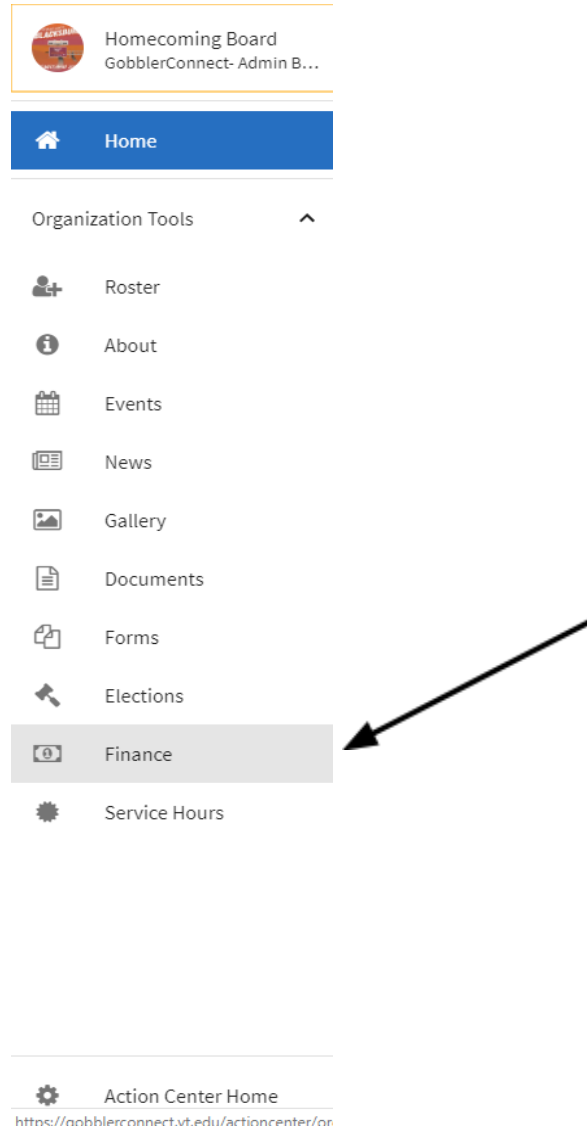 Homecoming Board
GobblerConnect- Admin B...
Home
Organization Tools
Roster
About
Events
News
Gallery
Documents
Forms
Elections
Finance
Service Hours
Action Center Home
https://gobblerconnect.vt.edu/actioncenter/or